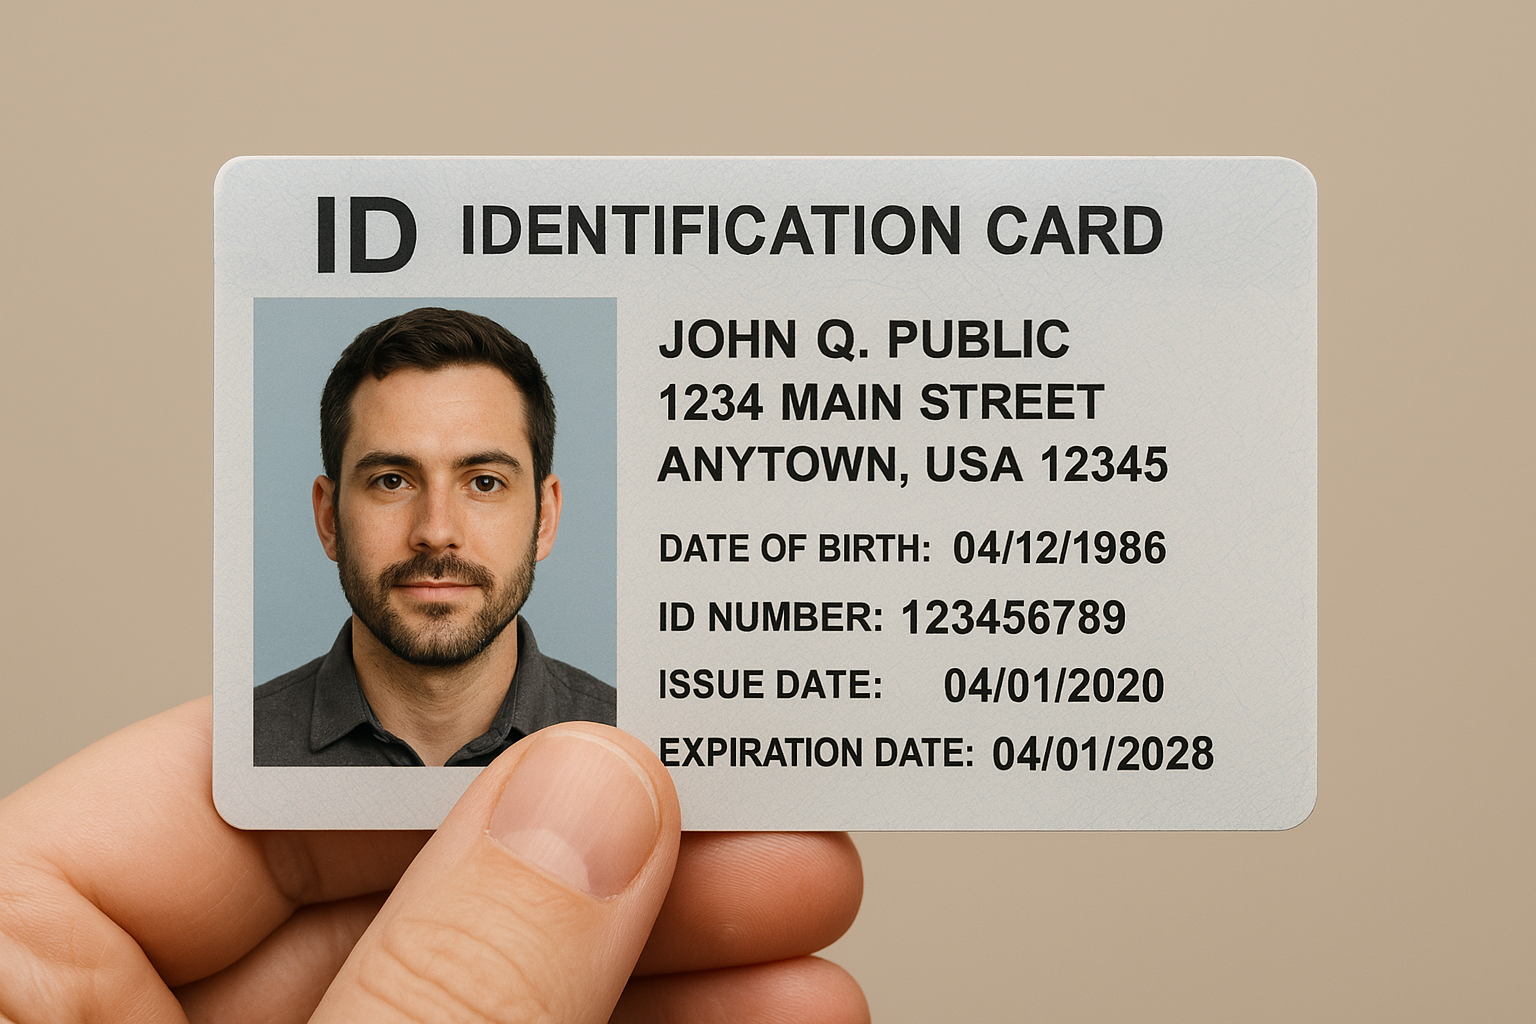 ID IDENTIFICATION CARD
JOHN Q. PUBLIC
1234 MAIN STREET
ANYTOWN, USA 12345
DATE OF BIRTH: 04/12/1986
ID NUMBER: 123456789
ISSUE DATE: 04/01/2020
EXPIRATION DATE: 04/01/2028